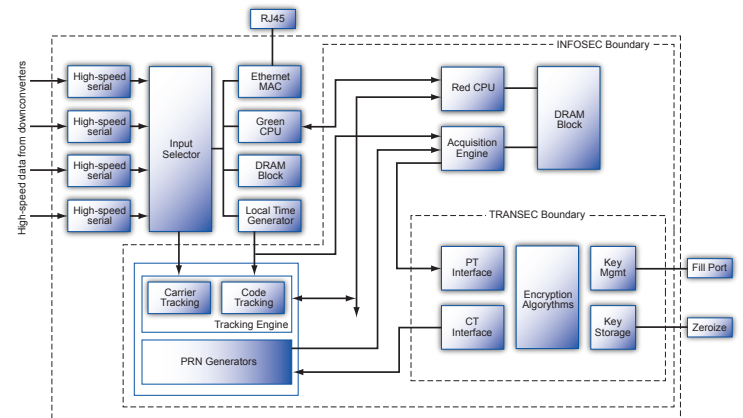 RJ45
INFOSEC Boundary
High-speed data from downconverters
High-speed
serial
High-speed
serial
High-speed
serial
High-speed
serial
Input
Selector
Ethernet
MAC
Green
CPU
DRAM
Block
Local Time
Generator
Red CPU
Acquisition
Engine
DRAM
Block
TRANSEC Boundary
PT
Interface
CT
Interface
Encryption
Algorythms
Key
Mgmt
Key
Storage
Fill Port
Zeroize
Carrier
Tracking
Code
Tracking
Tracking Engine
PRN Generators